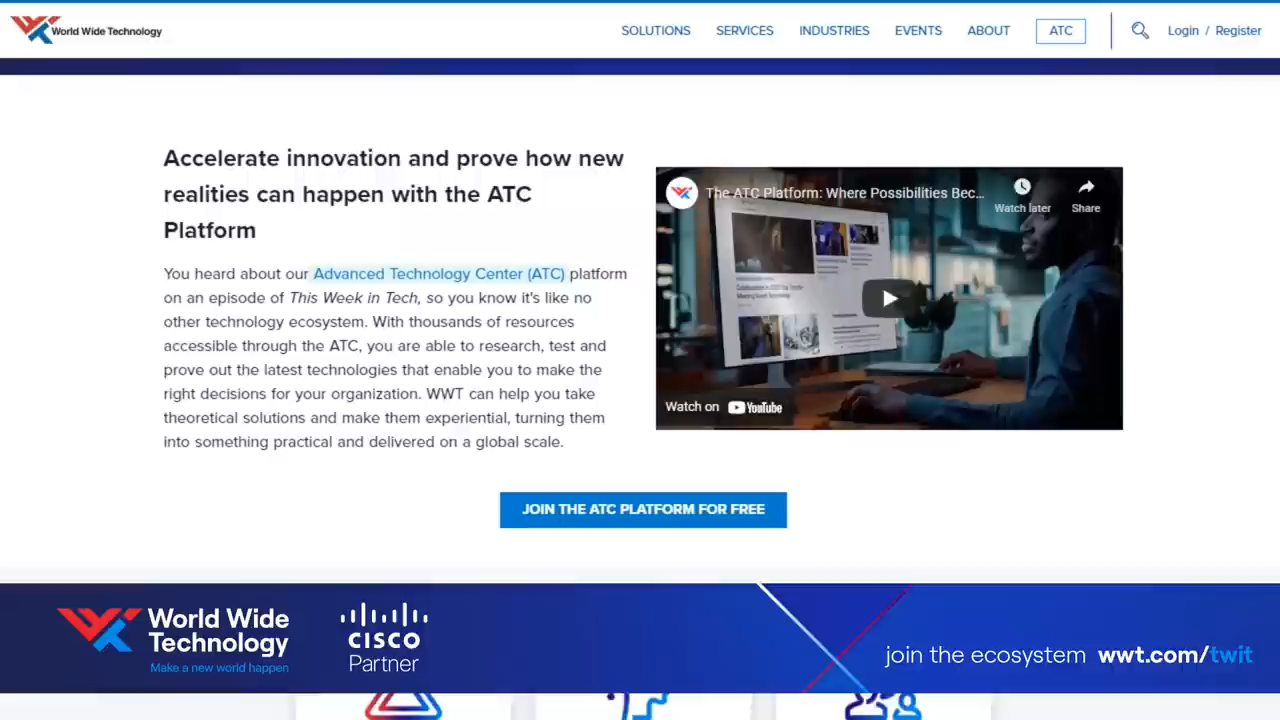 World Wide Technology
SOLUTIONS SERVICES INDUSTRIES EVENTS ABOUT ATC Login / Register
Accelerate innovation and prove how new
realities can happen with the ATC
Platform
You heard about our Advanced Technology Center (ATC) platform
on an episode of This Week in Tech, so you know it's like no
other technology ecosystem. With thousands of resources
accessible through the ATC, you are able to research, test and
prove out the latest technologies that enable you to make the
right decisions for your organization. WWT can help you take
theoretical solutions and make them experiential, turning them
into something practical and delivered on a global scale.
The ATC Platform: Where Possibilities Bec...
Watch later
Share
Watch on YouTube
JOIN THE ATC PLATFORM FOR FREE
World Wide
Technology
Make a new world happen
CISCO
Partner
join the ecosystem wwt.com/twit